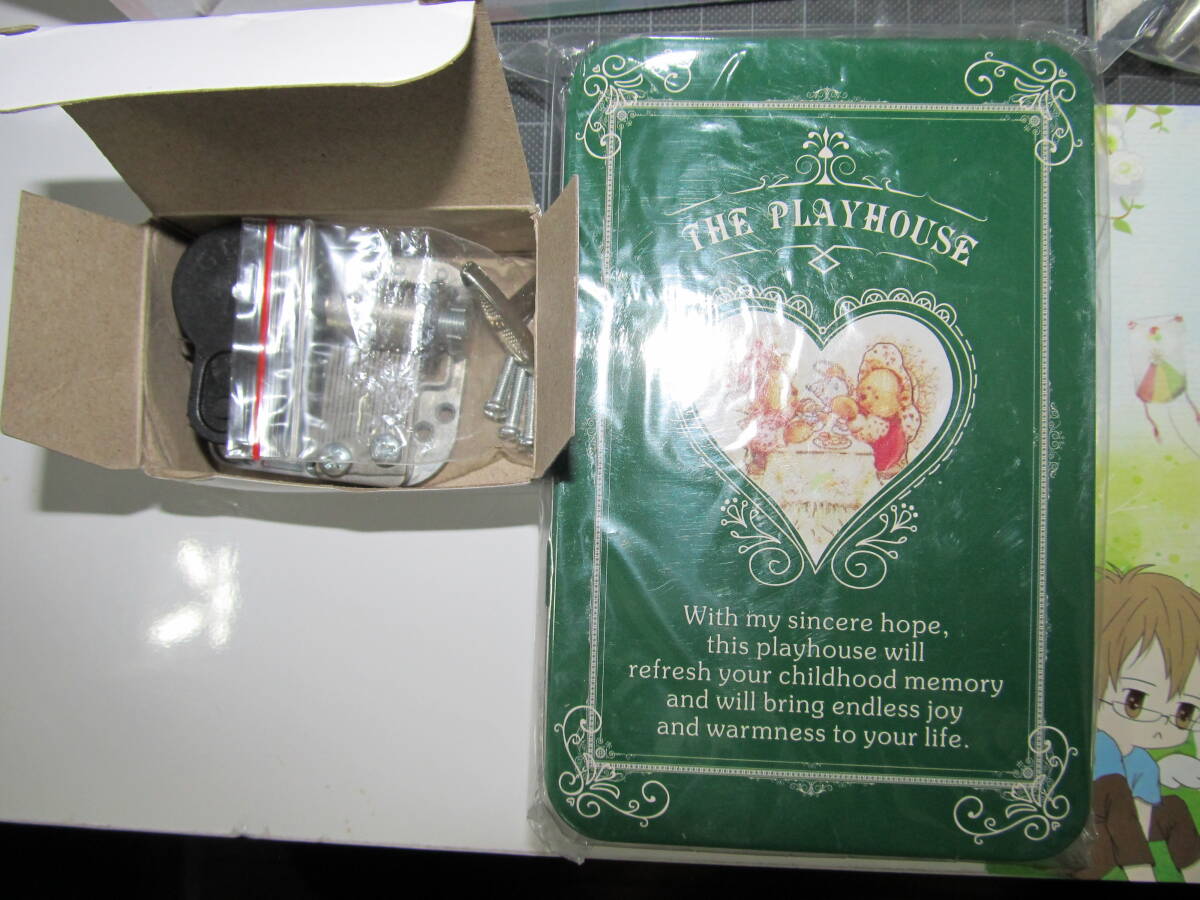 THE PLAYHOUSE
With my sincere hope,
this playhouse will
refresh your childhood memory
and will bring endless joy
and warmness to your life.